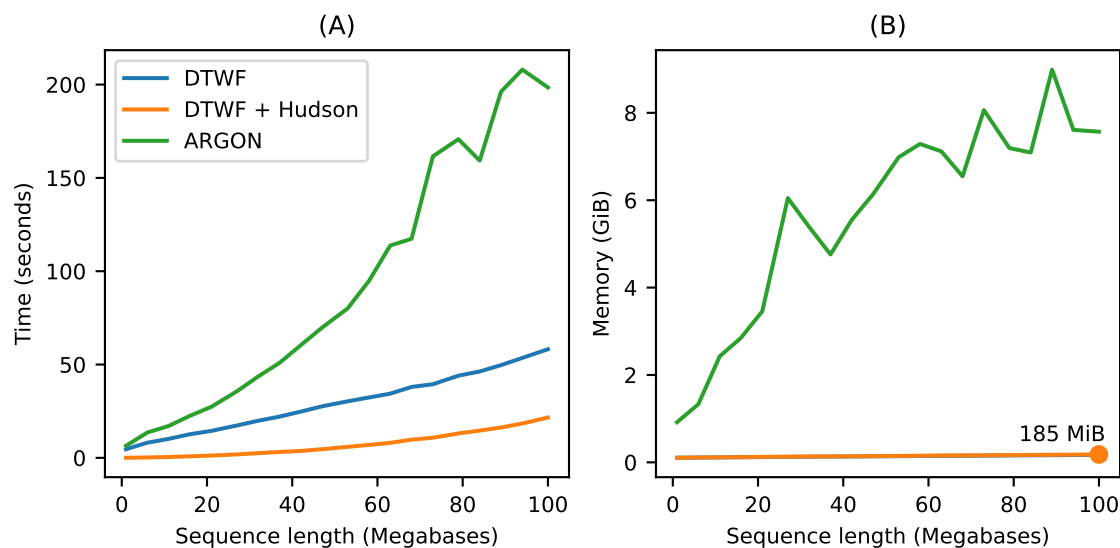 (A)
DTWF
DTWF + Hudson
ARGON
200
150
100
50
0
Time (seconds)
0 20 40 60 80 100
Sequence length (Megabases)
(B)
8
6
4
2
0
Memory (GiB)
185 MiB
0 20 40 60 80 100
Sequence length (Megabases)